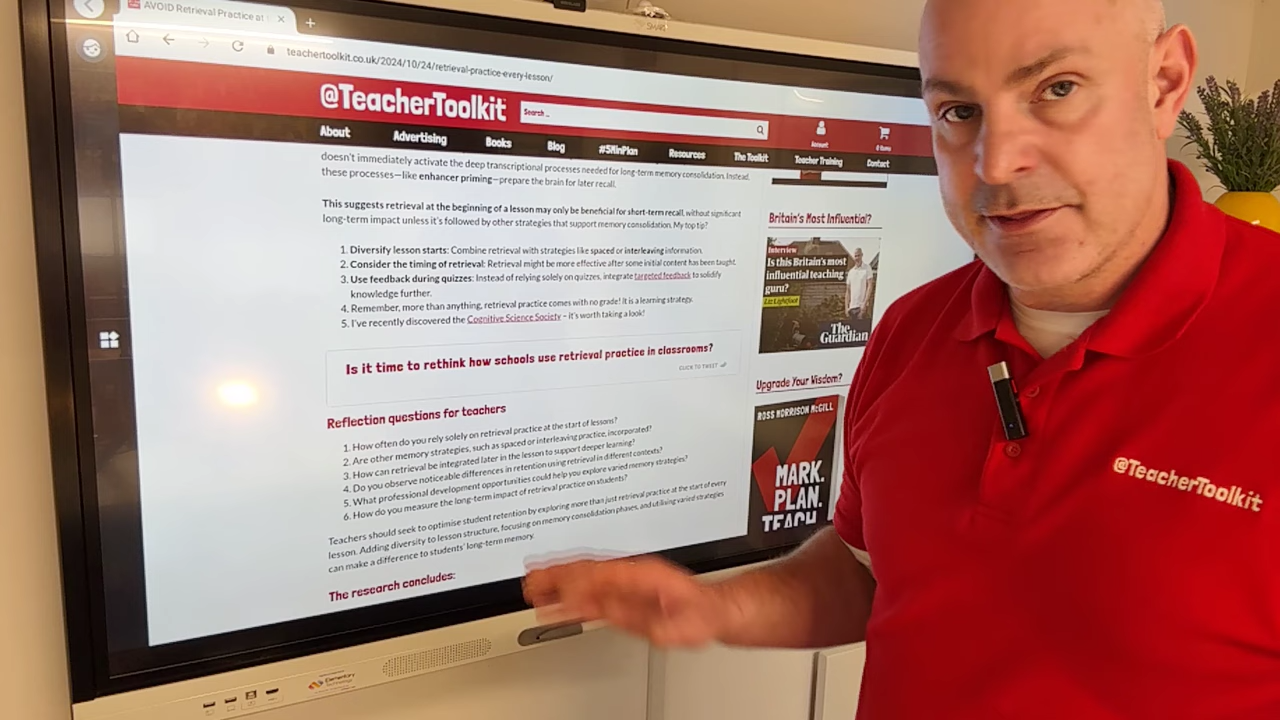 AVOID Retrieval Practice at
teachertoolkit.co.uk/2024/10/24/retrieval-practice-every-lesson/
@TeacherToolkit
Search ...
Account
0 Items
About Advertising Books Blog #5MinPlan Resources The Toolkit Teacher Training Contact
doesn't immediately activate the deep transcriptional processes needed for long-term memory consolidation. Instead,
these processes—like enhancer priming—prepare the brain for later recall.
This suggests retrieval at the beginning of a lesson may only be beneficial for short-term recall, without significant
long-term impact unless it's followed by other strategies that support memory consolidation. My top tip?
1. Diversify lesson starts: Combine retrieval with strategies like spaced or interleaving information.
2. Consider the timing of retrieval: Retrieval might be more effective after some initial content has been taught.
3. Use feedback during quizzes: Instead of relying solely on quizzes, integrate targeted feedback to solidify
knowledge further.
4. Remember, more than anything, retrieval practice comes with no grade! It is a learning strategy.
5. I've recently discovered the Cognitive Science Society – it's worth taking a look!
Is it time to rethink how schools use retrieval practice in classrooms?
CLICK TO TWEET
Reflection questions for teachers
1. How often do you rely solely on retrieval practice at the start of lessons?
2. Are other memory strategies, such as spaced or interleaving practice, incorporated?
3. How can retrieval be integrated later in the lesson to support deeper learning?
4. Do you observe noticeable differences in retention using retrieval in different contexts?
5. What professional development opportunities could help you explore varied memory strategies?
6. How do you measure the long-term impact of retrieval practice on students?
Teachers should seek to optimise student retention by exploring more than just retrieval practice at the start of every
lesson. Adding diversity to lesson structure, focusing on memory consolidation phases, and utilising varied strategies
can make a difference to students' long-term memory.
The research concludes:
Britain's Most Influential?
Interview
Is this Britain's most
influential teaching
guru?
Liz Lightfoot
The
Guardian
Upgrade Your Wisdom?
ROSS MORRISON McGILL
MARK.
PLAN.
TEACH.
SMART
Elementary
Technology
@TeacherToolkit